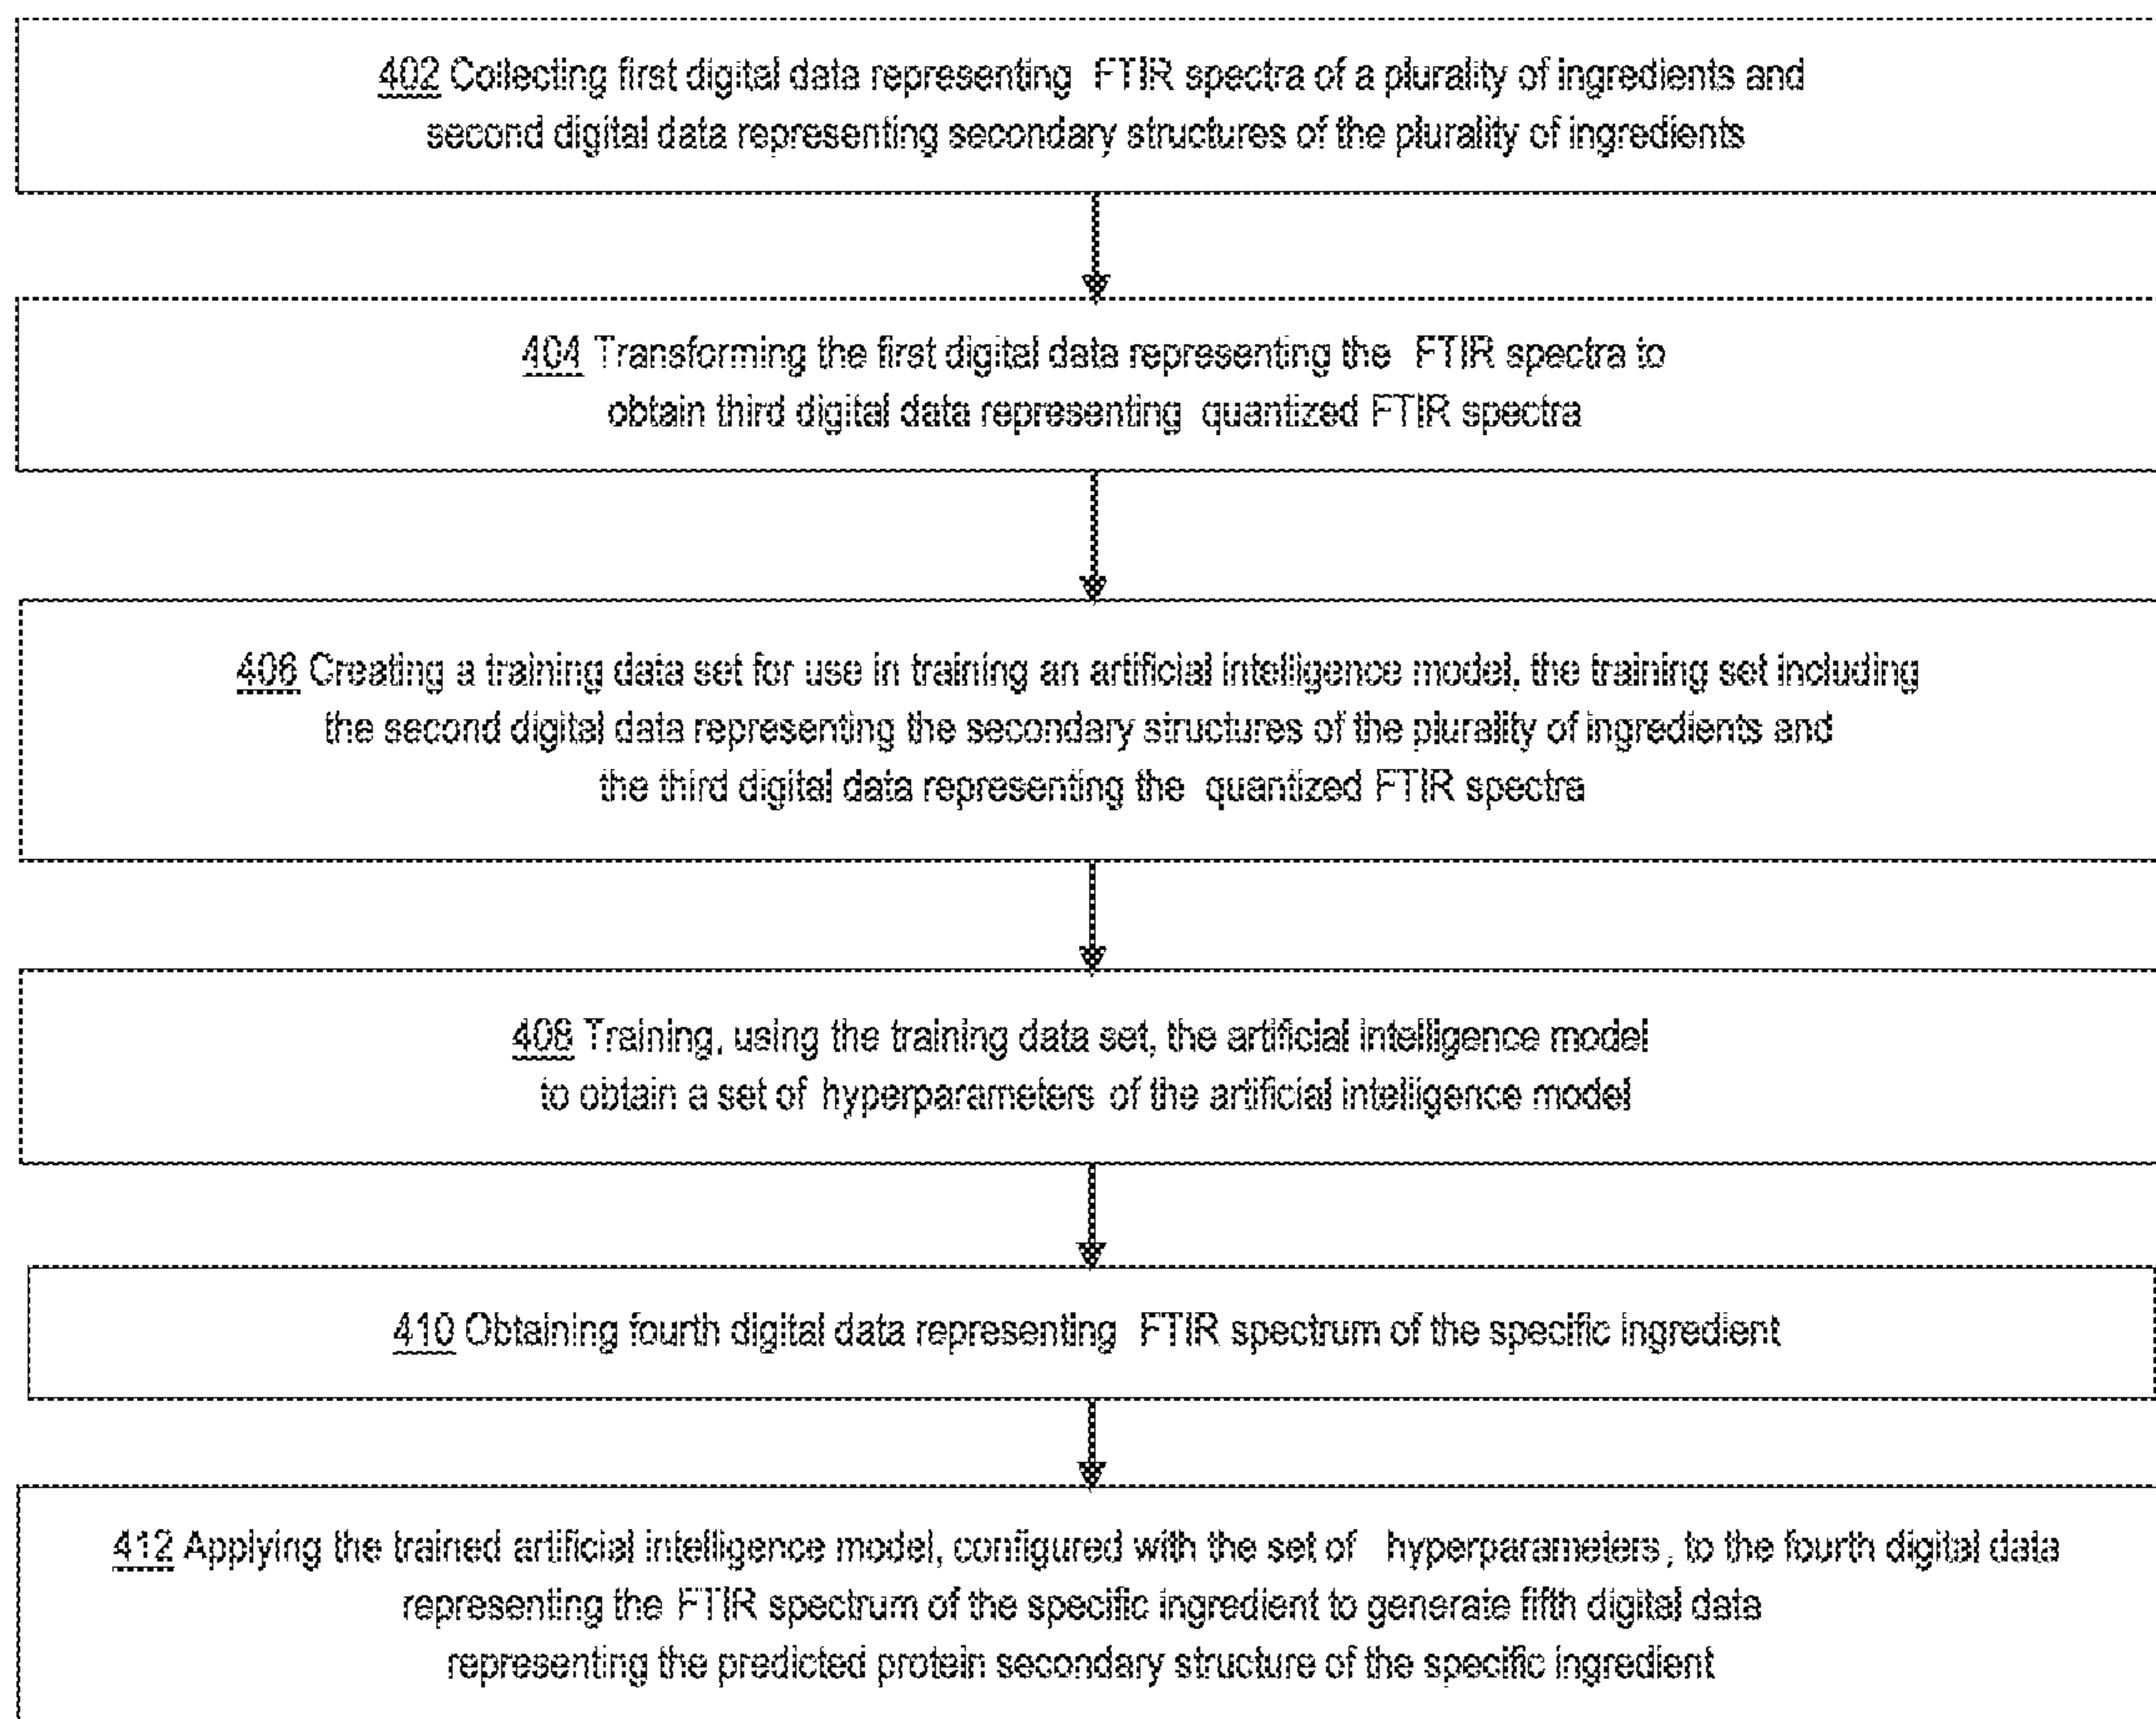 402 Collecting first digital data representing FTIR spectra of a plurality of ingredients and
second digital data representing secondary structures of the plurality of ingredients
404 Transforming the first digital data representing the FTIR spectra to
obtain third digital data representing quantized FTIR spectra
406 Creating a training data set for use in training an artificial intelligence model, the training set including
the second digital data representing the secondary structures of the plurality of ingredients and
the third digital data representing the quantized FTIR spectra
408 Training, using the training data set, the artificial intelligence model
to obtain a set of hyperparameters of the artificial intelligence model
410 Obtaining fourth digital data representing FTIR spectrum of the specific ingredient
412 Applying the trained artificial intelligence model, configured with the set of hyperparameters, to the fourth digital data
representing the FTIR spectrum of the specific ingredient to generate fifth digital data
representing the predicted protein secondary structure of the specific ingredient